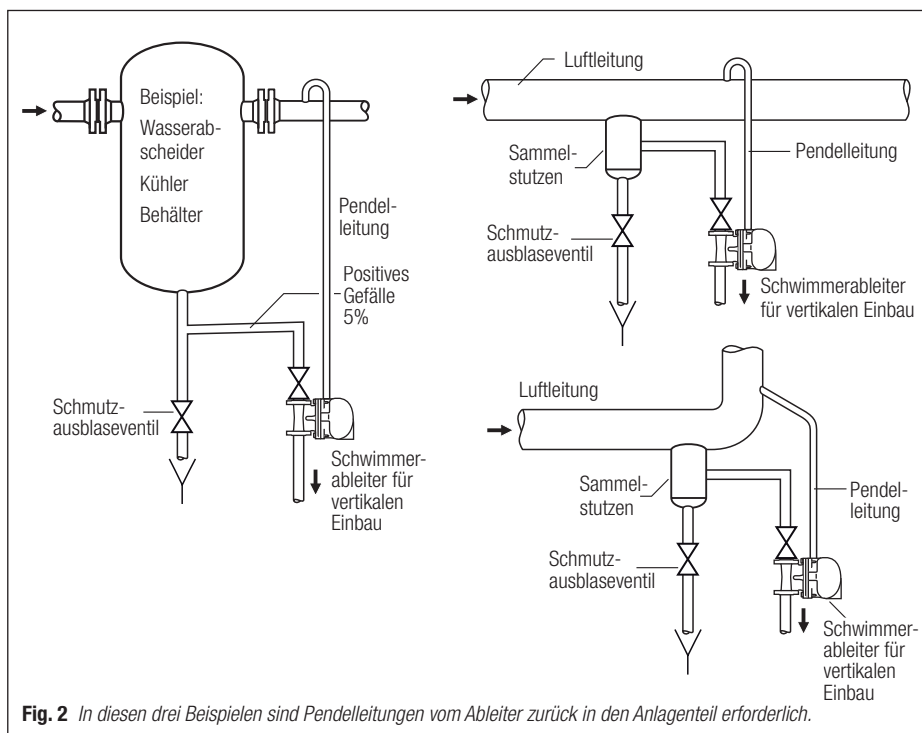 Beispiel:
Wasserab-
scheider
Kühler
Behälter
Pendel-
leitung
Positives
Gefälle
5%
Schmutz-
ausblaseventil
Schwimmer-
ableiter für
vertikalen
Einbau
Luftleitung
Sammel-
stutzen
Pendelleitung
Schmutz-
ausblaseventil
Schwimmerableiter
für vertikalen Einbau
Luftleitung
Sammel-
stutzen
Pendel-
leitung
Schmutz-
ausblaseventil
Schwimmer-
ableiter für
vertikalen
Einbau
Fig. 2 In diesen drei Beispielen sind Pendelleitungen vom Ableiter zurück in den Anlagenteil erforderlich.